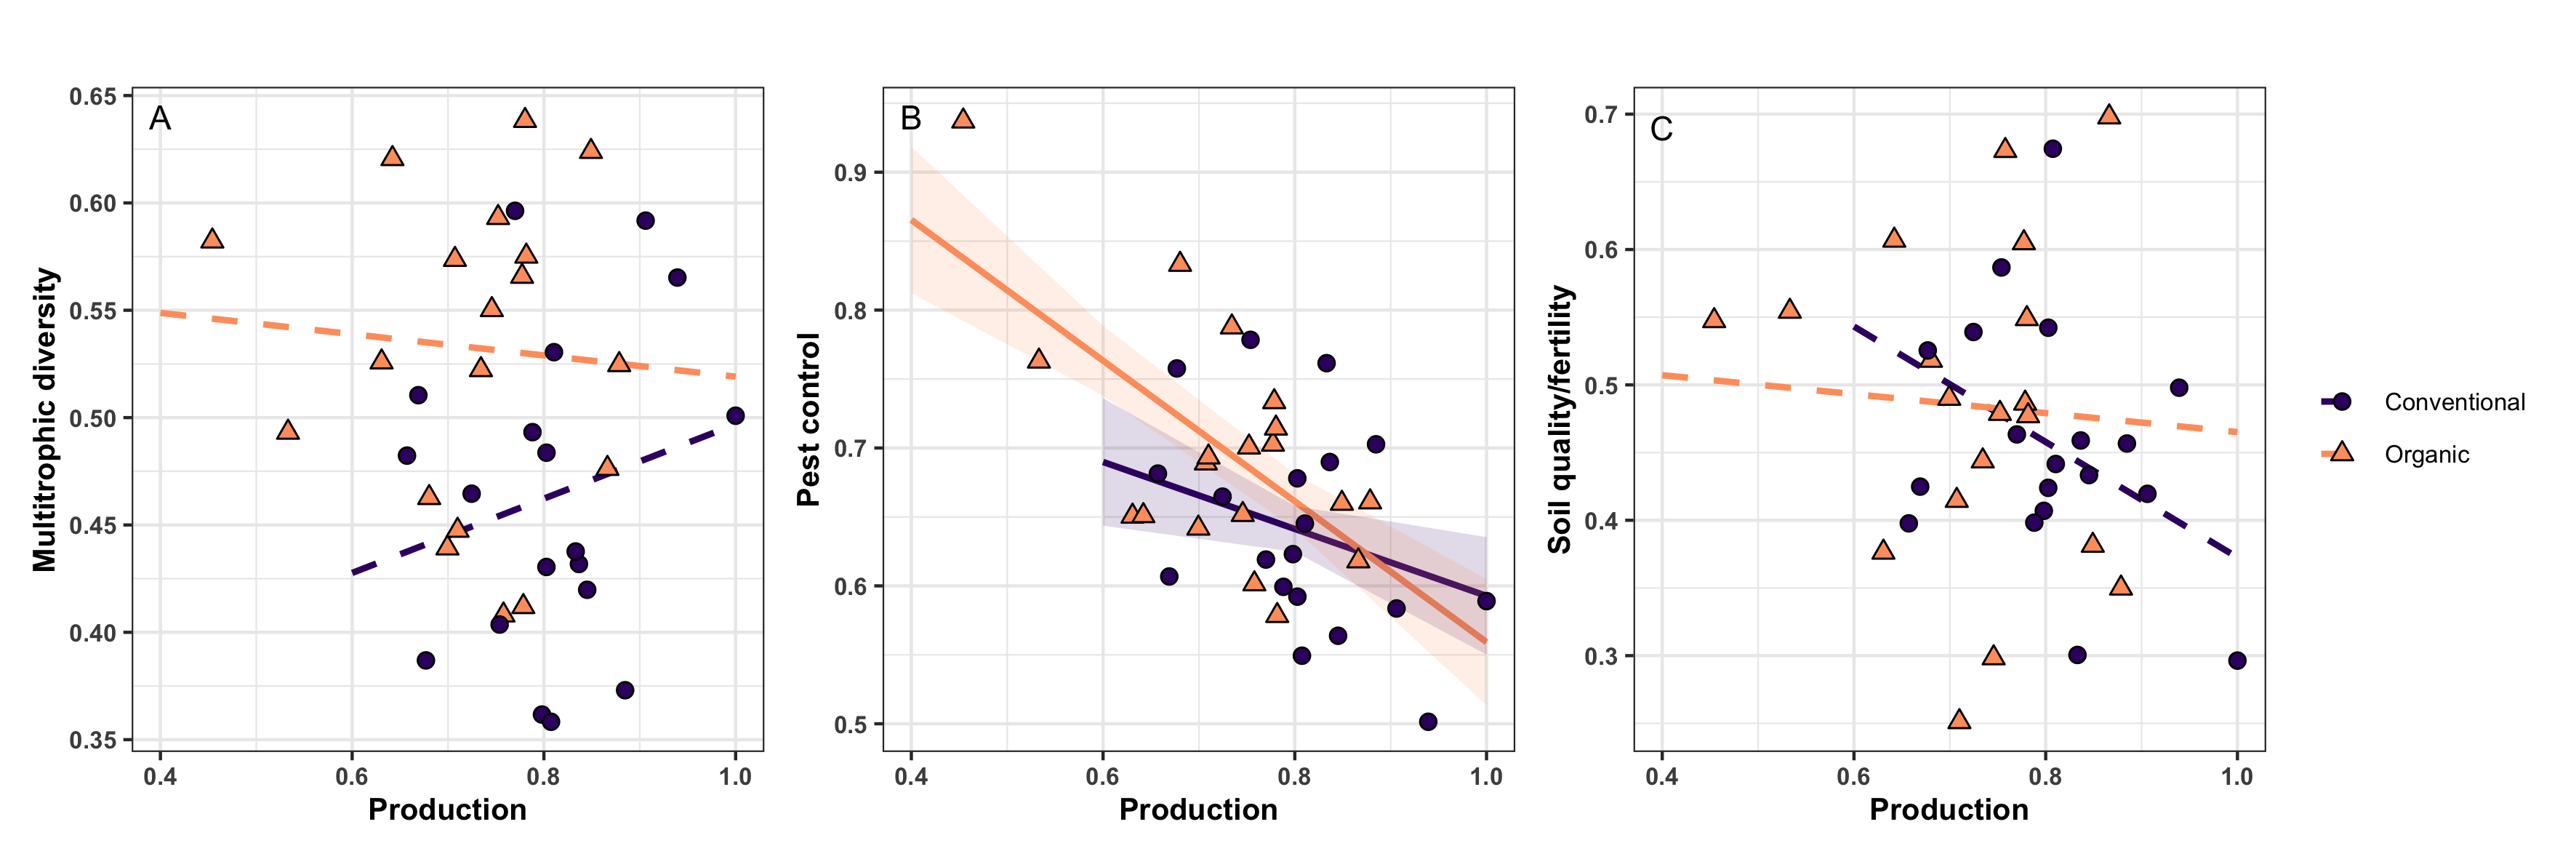 A
0.65
0.60
0.55
0.50
0.45
0.40
0.35
0.4 0.6 0.8 1.0
Production
Multitrophic diversity
B
0.9
0.8
0.7
0.6
0.5
0.4 0.6 0.8 1.0
Production
Pest control
C
0.7
0.6
0.5
0.4
0.3
0.4 0.6 0.8 1.0
Production
Soil quality/fertility
Conventional
Organic